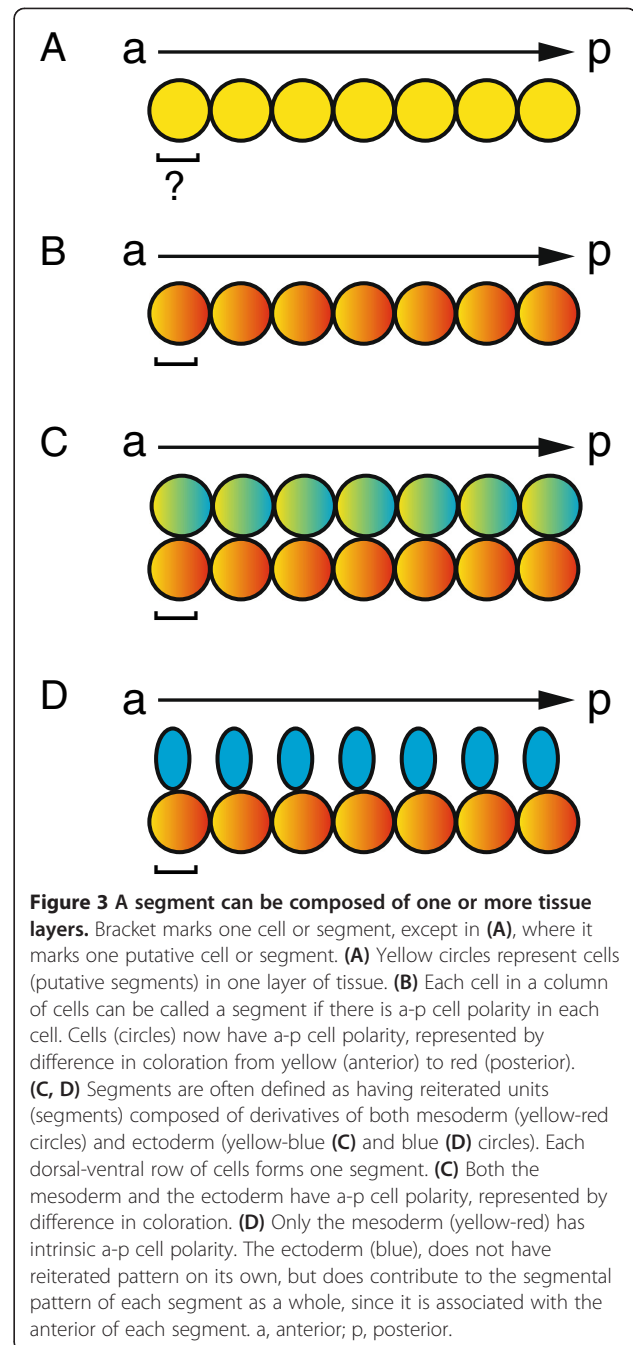 A
a
p
?
B
a
p
C
a
p
D
a
p
Figure 3 A segment can be composed of one or more tissue
layers. Bracket marks one cell or segment, except in (A), where it
marks one putative cell or segment. (A) Yellow circles represent cells
(putative segments) in one layer of tissue. (B) Each cell in a column
of cells can be called a segment if there is a-p cell polarity in each
cell. Cells (circles) now have a-p cell polarity, represented by
difference in coloration from yellow (anterior) to red (posterior).
(C, D) Segments are often defined as having reiterated units
(segments) composed of derivatives of both mesoderm (yellow-red
circles) and ectoderm (yellow-blue (C) and blue (D) circles). Each
dorsal-ventral row of cells forms one segment. (C) Both the
mesoderm and the ectoderm have a-p cell polarity, represented by
difference in coloration. (D) Only the mesoderm (yellow-red) has
intrinsic a-p cell polarity. The ectoderm (blue), does not have
reiterated pattern on its own, but does contribute to the segmental
pattern of each segment as a whole, since it is associated with the
anterior of each segment. a, anterior; p, posterior.